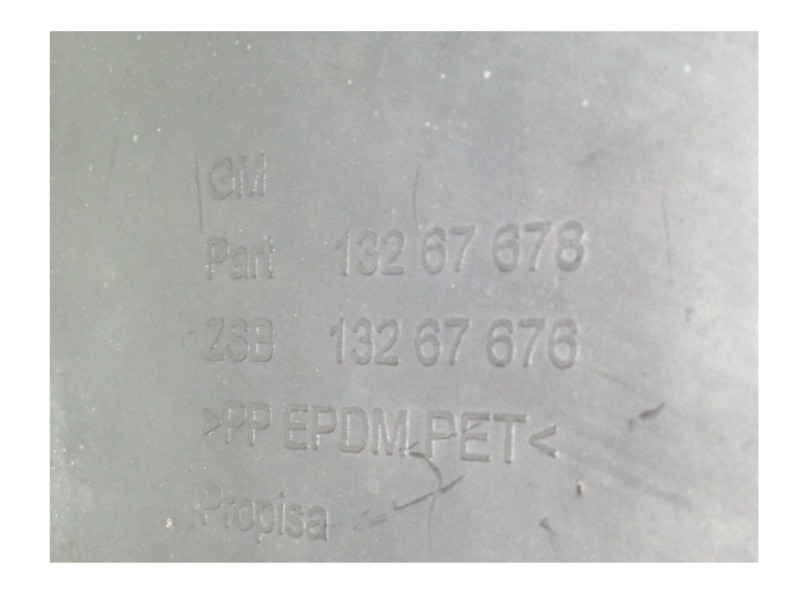 GM
Part 132 67 678
ZSB 132 67 676
>PP EPDM PET<
Propisa